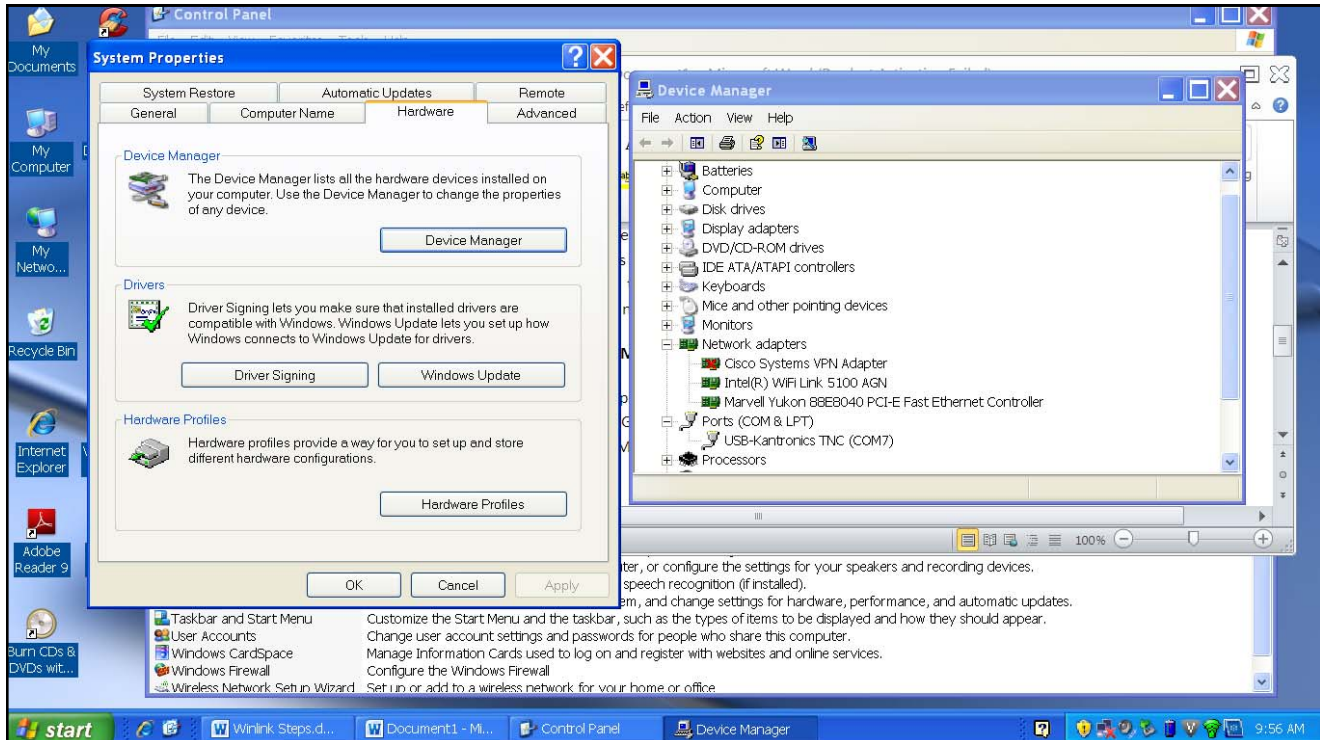 My Documents
My Computer
My Netwo...
Recycle Bin
Internet Explorer
Adobe Reader 9
Burn CDs & DVDs wit...
Control Panel
System Properties
System Restore
Automatic Updates
Remote
General
Computer Name
Hardware
Advanced
Device Manager
The Device Manager lists all the hardware devices installed on
your computer. Use the Device Manager to change the properties
of any device.
Device Manager
Drivers
Driver Signing lets you make sure that installed drivers are
compatible with Windows. Windows Update lets you set up how
Windows connects to Windows Update for drivers.
Driver Signing
Windows Update
Hardware Profiles
Hardware profiles provide a way for you to set up and store
different hardware configurations.
Hardware Profiles
OK
Cancel
Apply
Device Manager
File Action View Help
Batteries
Computer
Disk drives
Display adapters
DVD/CD-ROM drives
IDE ATA/ATAPI controllers
Keyboards
Mice and other pointing devices
Monitors
Network adapters
Cisco Systems VPN Adapter
Intel(R) WiFi Link 5100 AGN
Marvell Yukon 88E8040 PCI-E Fast Ethernet Controller
Ports (COM & LPT)
USB-Kantronics TNC (COM7)
Processors
100%
or configure the settings for your speakers and recording devices.
speech recognition (if installed).
and change settings for hardware, performance, and automatic updates.
Taskbar and Start Menu Customize the Start Menu and the taskbar, such as the types of items to be displayed and how they should appear.
User Accounts Change user account settings and passwords for people who share this computer.
Windows CardSpace Manage Information Cards used to log on and register with websites and online services.
Windows Firewall Configure the Windows Firewall
Wireless Network Setup Wizard Set up or add to a wireless network for your home or office
start
Winlink Steps.d...
Document1 - Mi...
Control Panel
Device Manager
9:56 AM